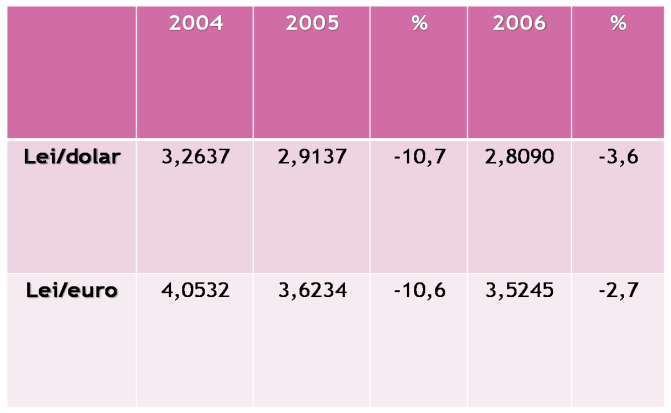 2004 2005 % 2006 %
Lei/dolar 3,2637 2,9137 -10,7 2,8090 -3,6
Lei/euro 4,0532 3,6234 -10,6 3,5245 -2,7